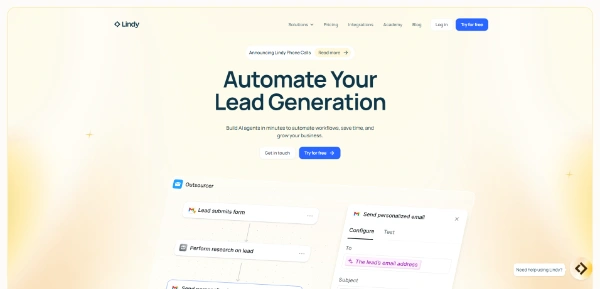 Lindy
Solutions
Pricing
Integrations
Academy
Blog
Log in
Try for free
Announcing Lindy Phone Calls
Read more
Automate Your
Lead Generation
Build AI agents in minutes to automate workflows, save time, and
grow your business.
Get in touch
Try for free
Outsourcer
Lead submits form
Perform research on lead
Send personalized email
Configure
Test
To
The lead's email address
Subject
Need help using Lindy?